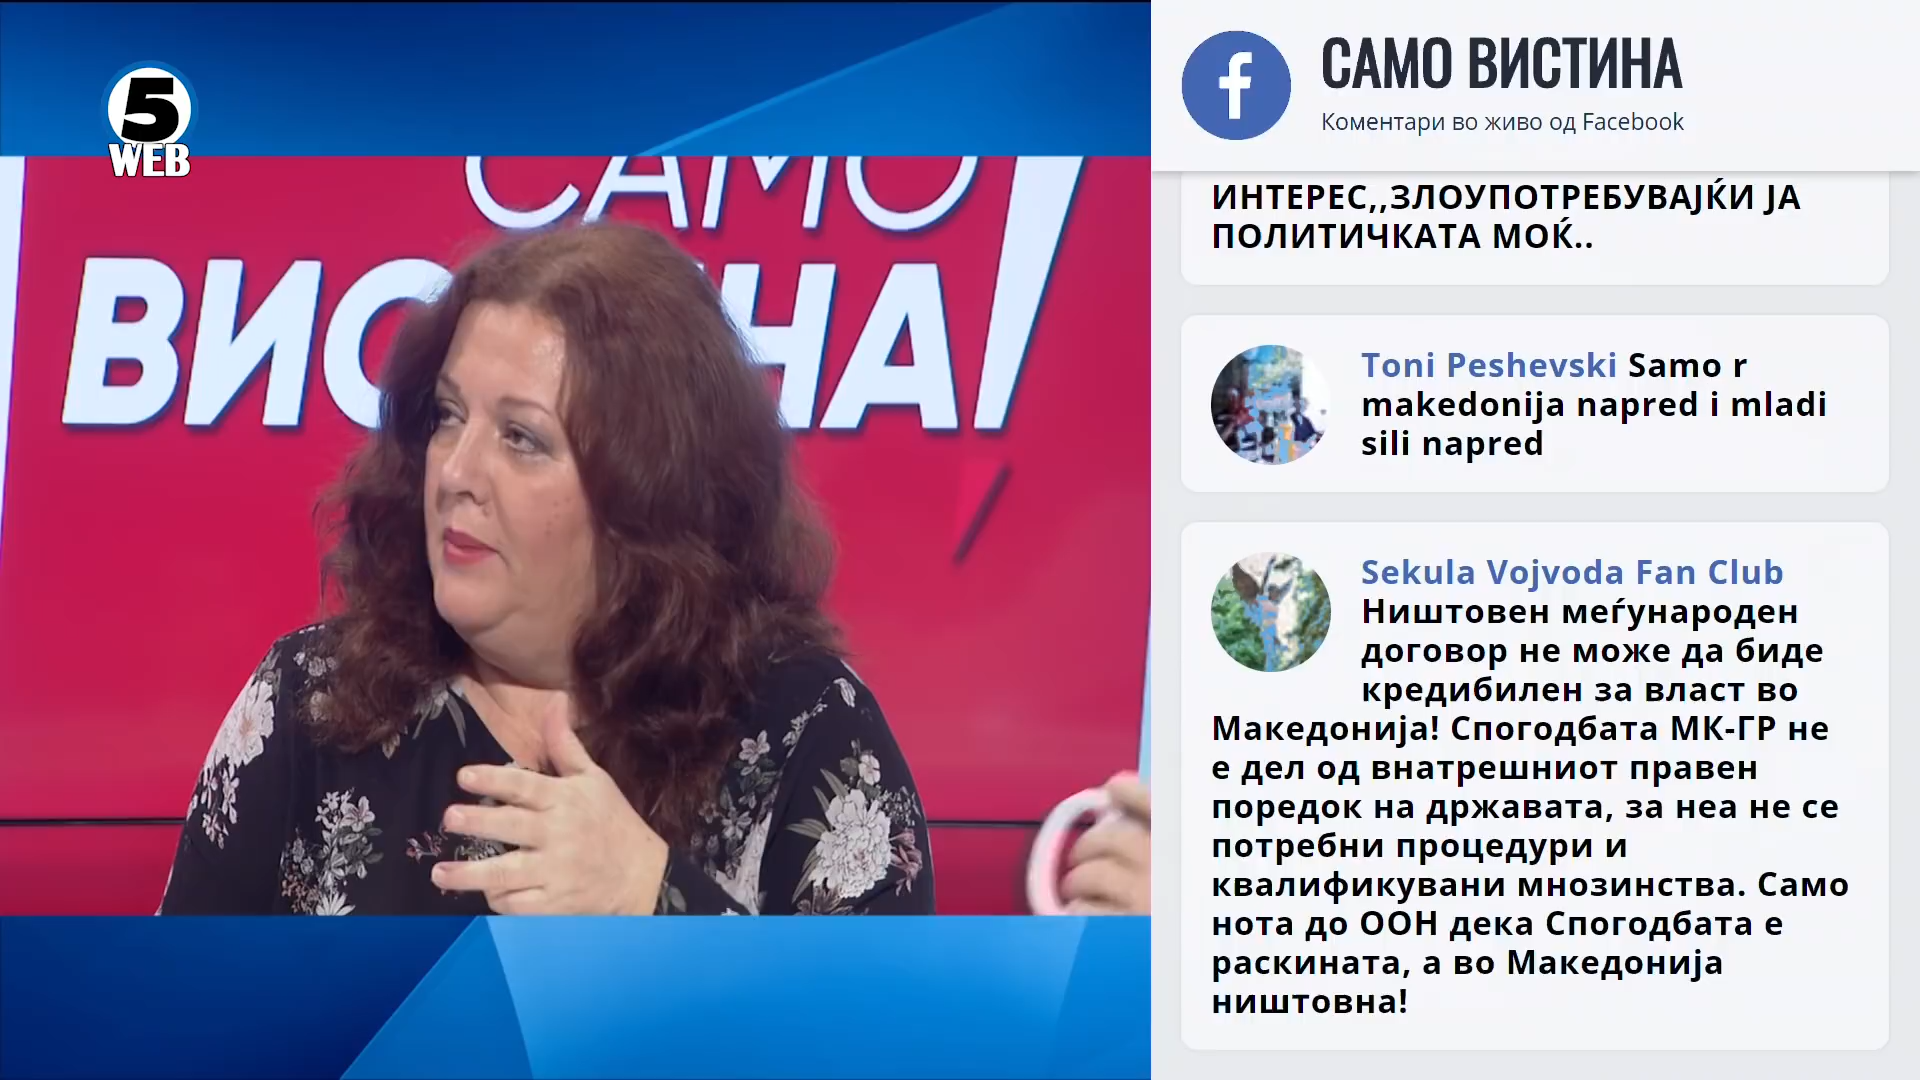 5
WEB
САМО
ВИС НА!
САМО ВИСТИНА
Коментари во живо од Facebook
ИНТЕРЕС,,ЗЛОУПОТРЕБУВАЈЌИ ЈА
ПОЛИТИЧКАТА МОЌ..
Toni Peshevski Samo r
makedonija napred i mladi
sili napred
Sekula Vojvoda Fan Club
Ништовен меѓународен
договор не може да биде
кредибилен за власт во
Македонија! Спогодбата МК-ГР не
е дел од внатрешниот правен
поредок на државата, за неа не се
потребни процедури и
квалификувани мнозинства. Само
нота до ООН дека Спогодбата е
раскината, а во Македонија
ништовна!